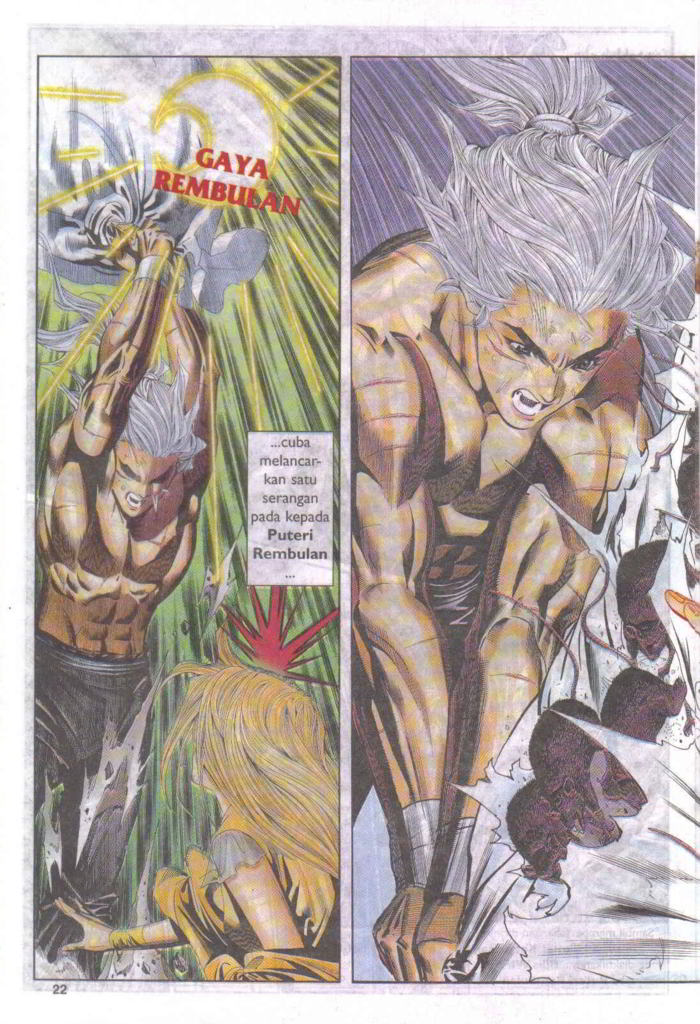 GAYA
REMBULAN
...cuba
melancar-
kan satu
serangan
pada kepada
Puteri
Rembulan
...
22